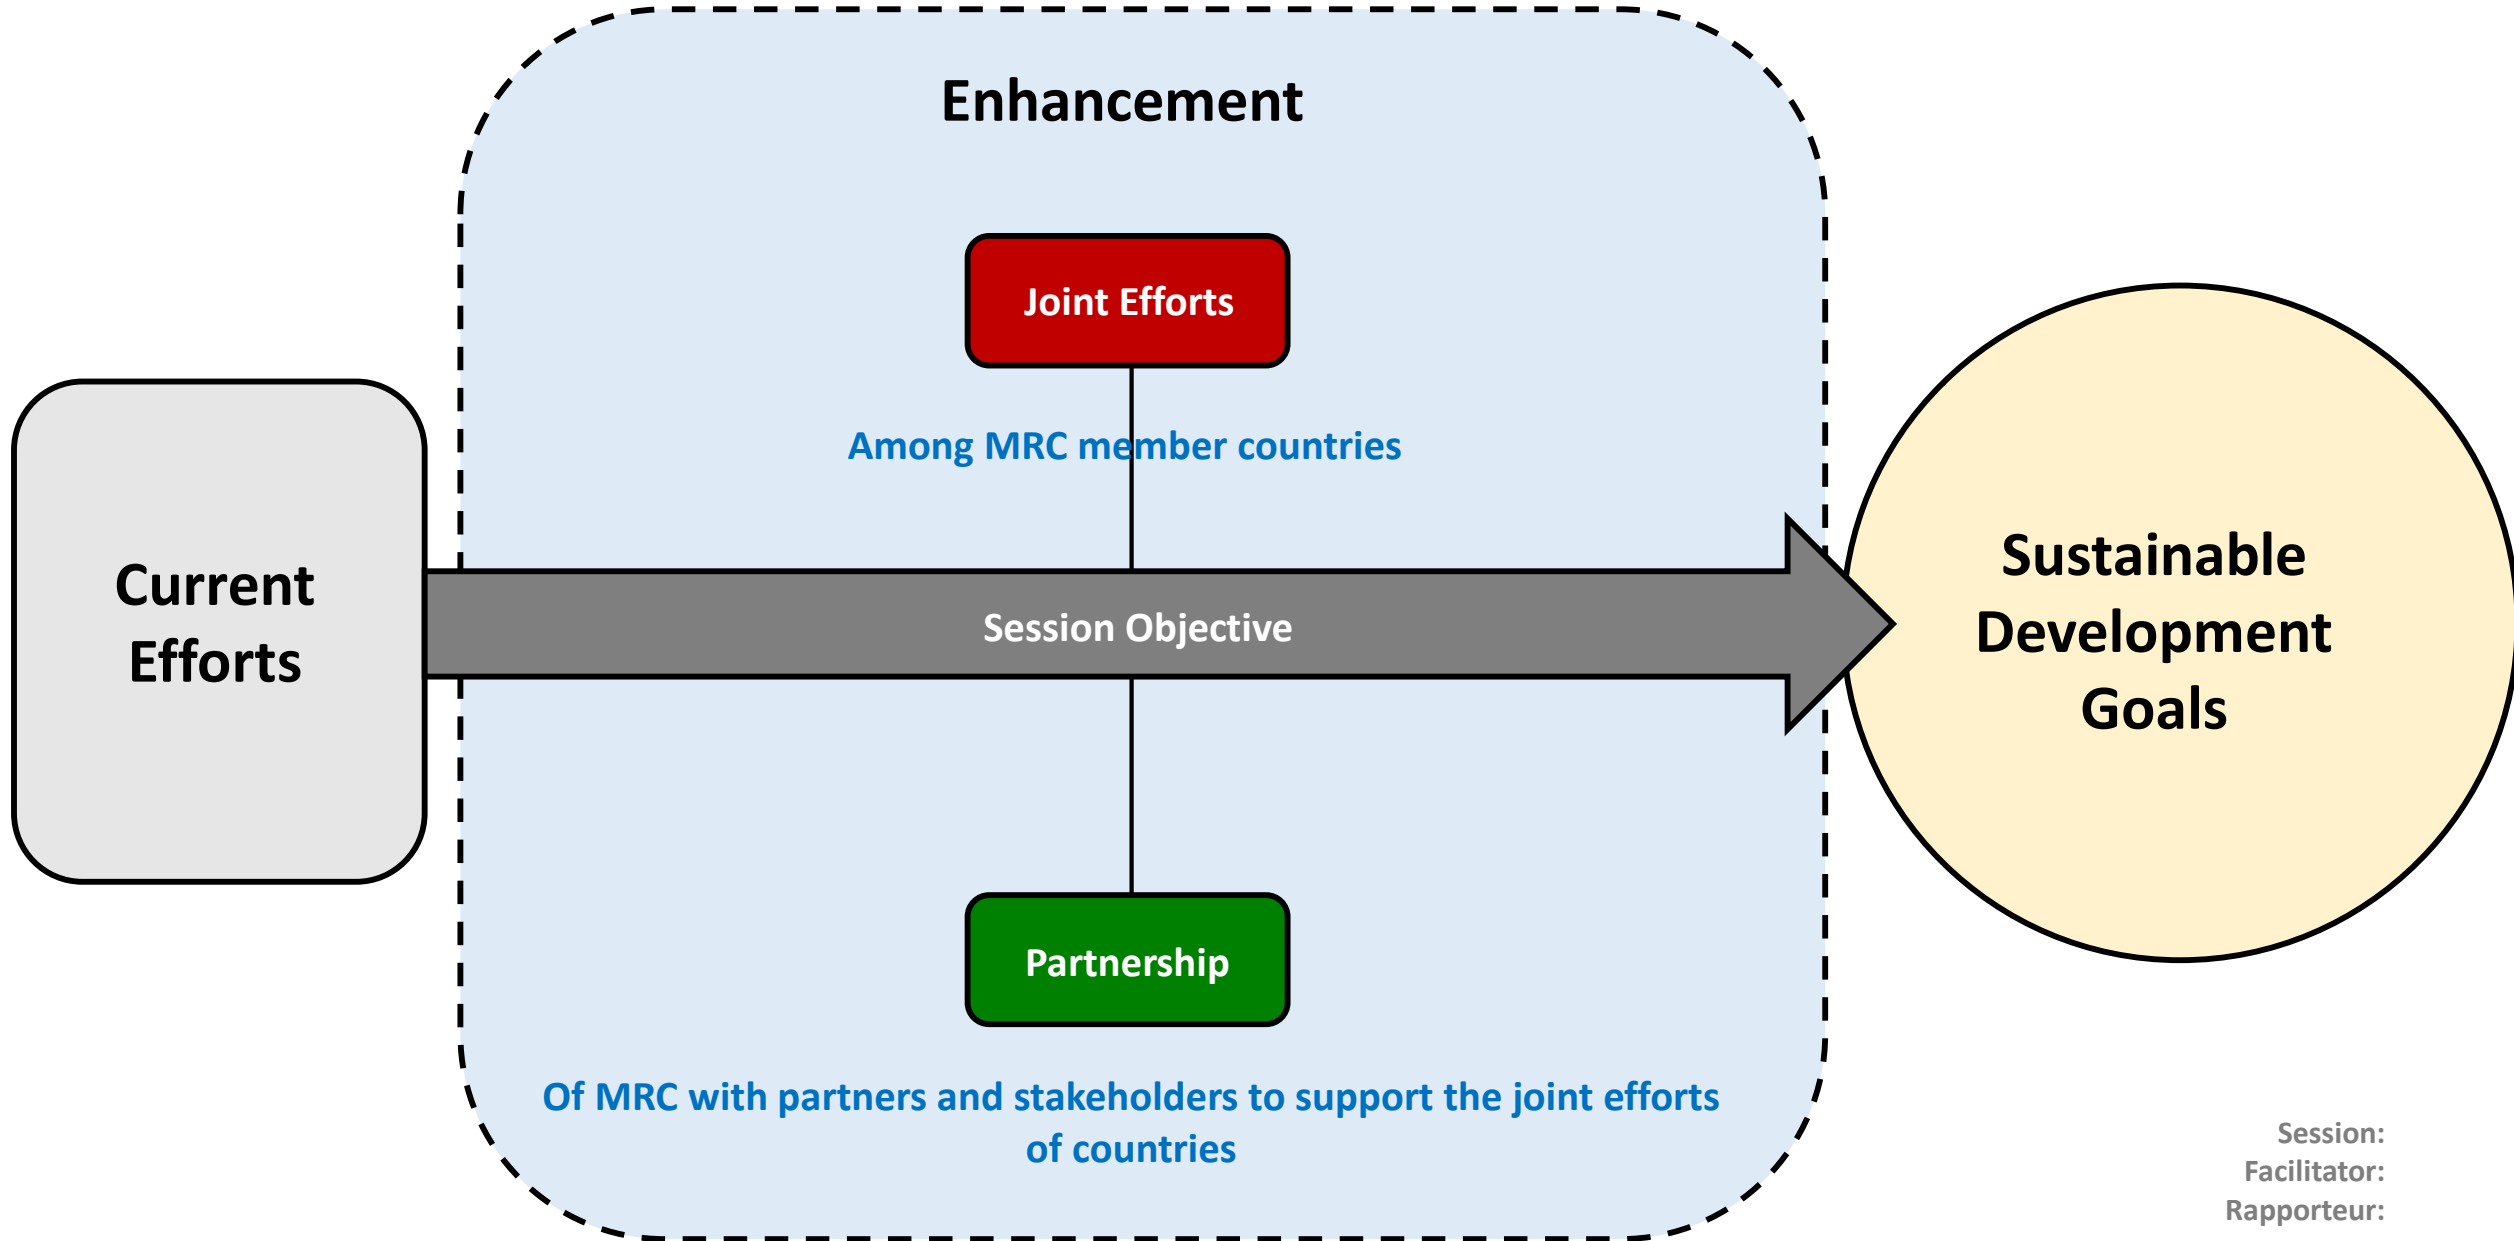 Enhancement
Joint Efforts
Among MRC member countries
Current
Efforts
Session Objective
Sustainable
Development
Goals
Partnership
Of MRC with partners and stakeholders to support the joint efforts
of countries
Session:
Facilitator:
Rapporteur: